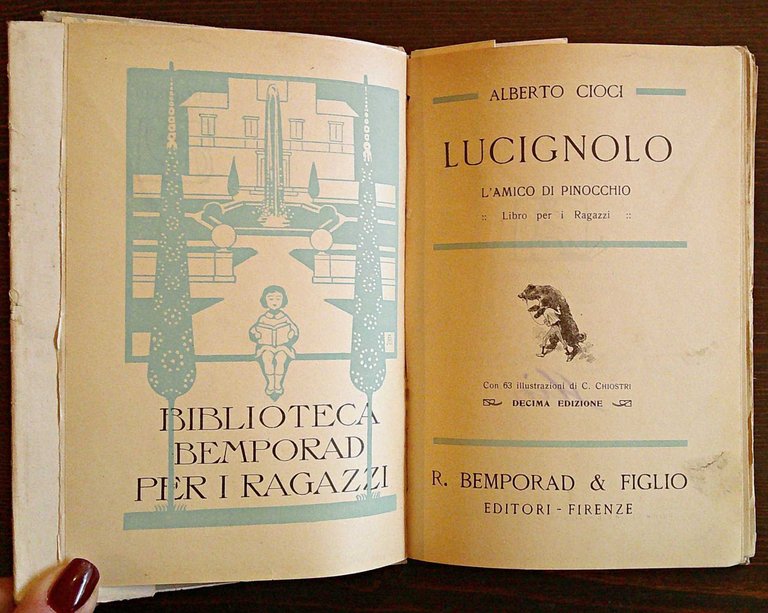 BIBLIOTECA
BEMPORAD
PER I RAGAZZI
ALBERTO CIOCI
LUCIGNOLO
L'AMICO DI PINOCCHIO
:: Libro per i Ragazzi ::
Con 63 illustrazioni di C. CHIOSTRI
DECIMA EDIZIONE
R. BEMPORAD & FIGLIO
EDITORI - FIRENZE